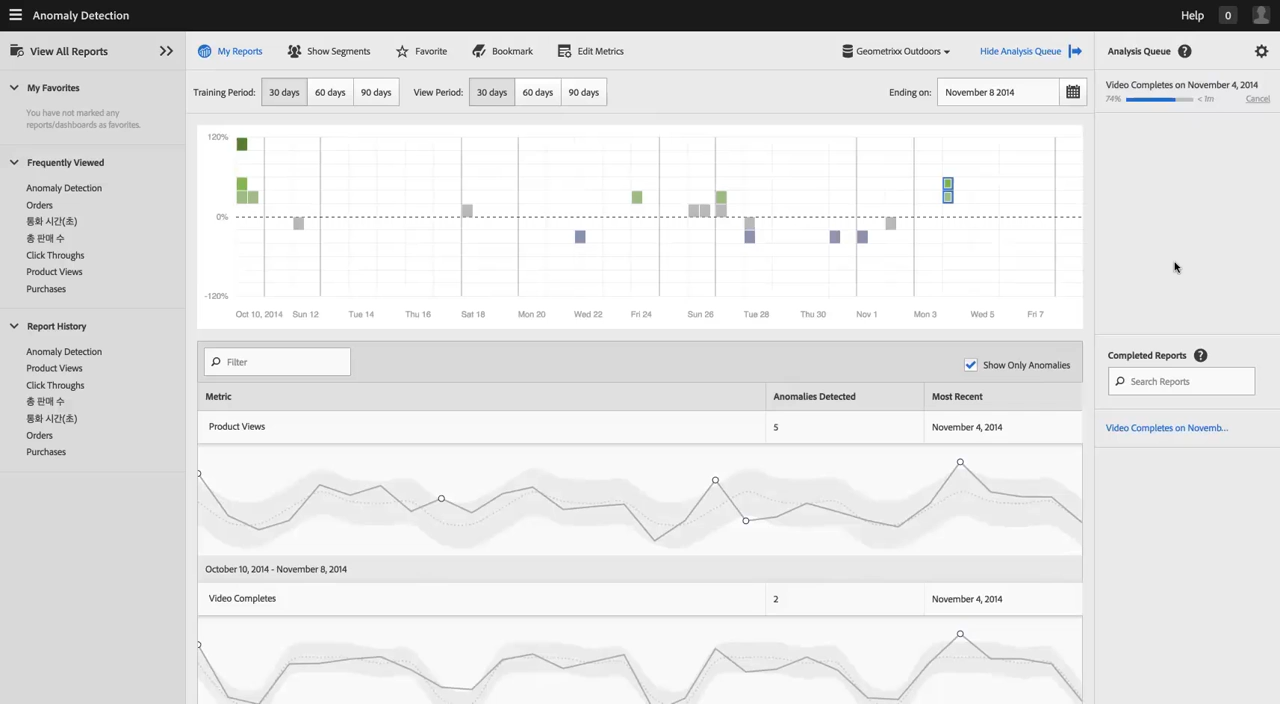 Anomaly Detection
Help
0
View All Reports
My Reports
Show Segments
Favorite
Bookmark
Edit Metrics
Geometrixx Outdoors
Hide Analysis Queue
Analysis Queue
My Favorites
You have not marked any
reports/dashboards as favorites.
Training Period:
30 days
60 days
90 days
View Period:
30 days
60 days
90 days
Ending on:
November 8 2014
Video Completes on November 4, 2014
74%
< 1m
Cancel
120%
0%
-120%
Oct 10, 2014
Sun 12
Tue 14
Thu 16
Sat 18
Mon 20
Wed 22
Fri 24
Sun 26
Tue 28
Thu 30
Nov 1
Mon 3
Wed 5
Fri 7
Frequently Viewed
Anomaly Detection
Orders
통화 시간(초)
총 판매 수
Click Throughs
Product Views
Purchases
Report History
Anomaly Detection
Product Views
Click Throughs
총 판매 수
통화 시간(초)
Orders
Purchases
Filter
Show Only Anomalies
Metric
Anomalies Detected
Most Recent
Product Views
5
November 4, 2014
October 10, 2014 - November 8, 2014
Video Completes
2
November 4, 2014
Completed Reports
Search Reports
Video Completes on Novemb...